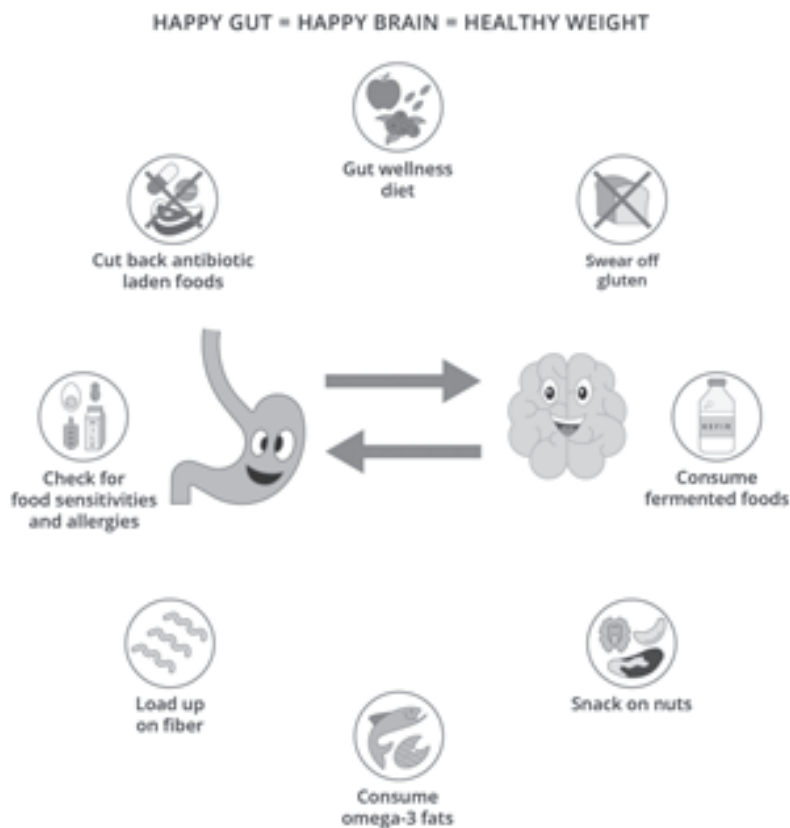 HAPPY GUT = HAPPY BRAIN = HEALTHY WEIGHT
Gut wellness
diet
Cut back antibiotic
laden foods
Swear off
gluten
Check for
food sensitivities
and allergies
KEFIR
Consume
fermented foods
Load up
on fiber
Snack on nuts
Consume
omega-3 fats